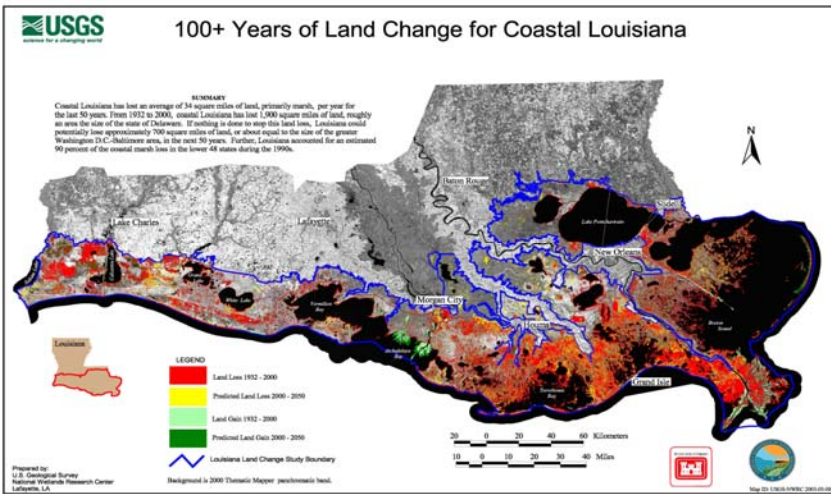 USGS
science for a changing world
100+ Years of Land Change for Coastal Louisiana
SUMMARY
Coastal Louisiana has lost an average of 34 square miles of land, primarily marsh, per year for
the last 50 years. From 1932 to 2000, coastal Louisiana has lost 1,900 square miles of land, roughly
an area the size of the state of Delaware. If nothing is done to stop this land loss, Louisiana could
potentially lose approximately 700 square miles of land, or about equal to the size of the greater
Washington D.C.-Baltimore area, in the next 50 years. Further, Louisiana accounted for an estimated
90 percent of the coastal marsh loss in the lower 48 states during the 1990s.
N
Baton Rouge
Lake Charles
Lafayette
Slidell
Lake Pontchartrain
New Orleans
White Lake
Vermilion
Bay
Morgan City
Houma
Atchafalaya
Bay
Breton
Sound
Terrebonne
Bay
Grand Isle
Louisiana
LEGEND
Land Loss 1932 - 2000
Predicted Land Loss 2000 - 2050
Land Gain 1932 - 2000
Predicted Land Gain 2000 - 2050
Louisiana Land Change Study Boundary
Background is 2000 Thematic Mapper panchromatic band.
20 0 20 40 60 Kilometers
10 0 10 20 30 40 Miles
Prepared by:
U.S. Geological Survey
National Wetlands Research Center
Lafayette, LA